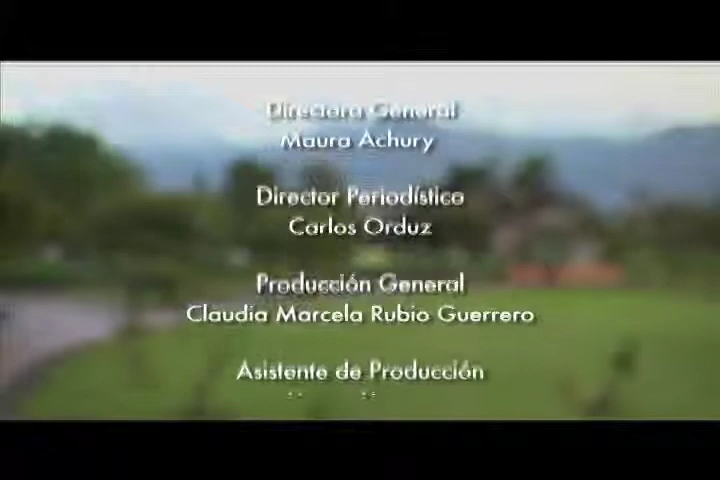 Directora General
Maura Achury
Director Periodístico
Carlos Orduz
Producción General
Claudia Marcela Rubio Guerrero
Asistente de Producción